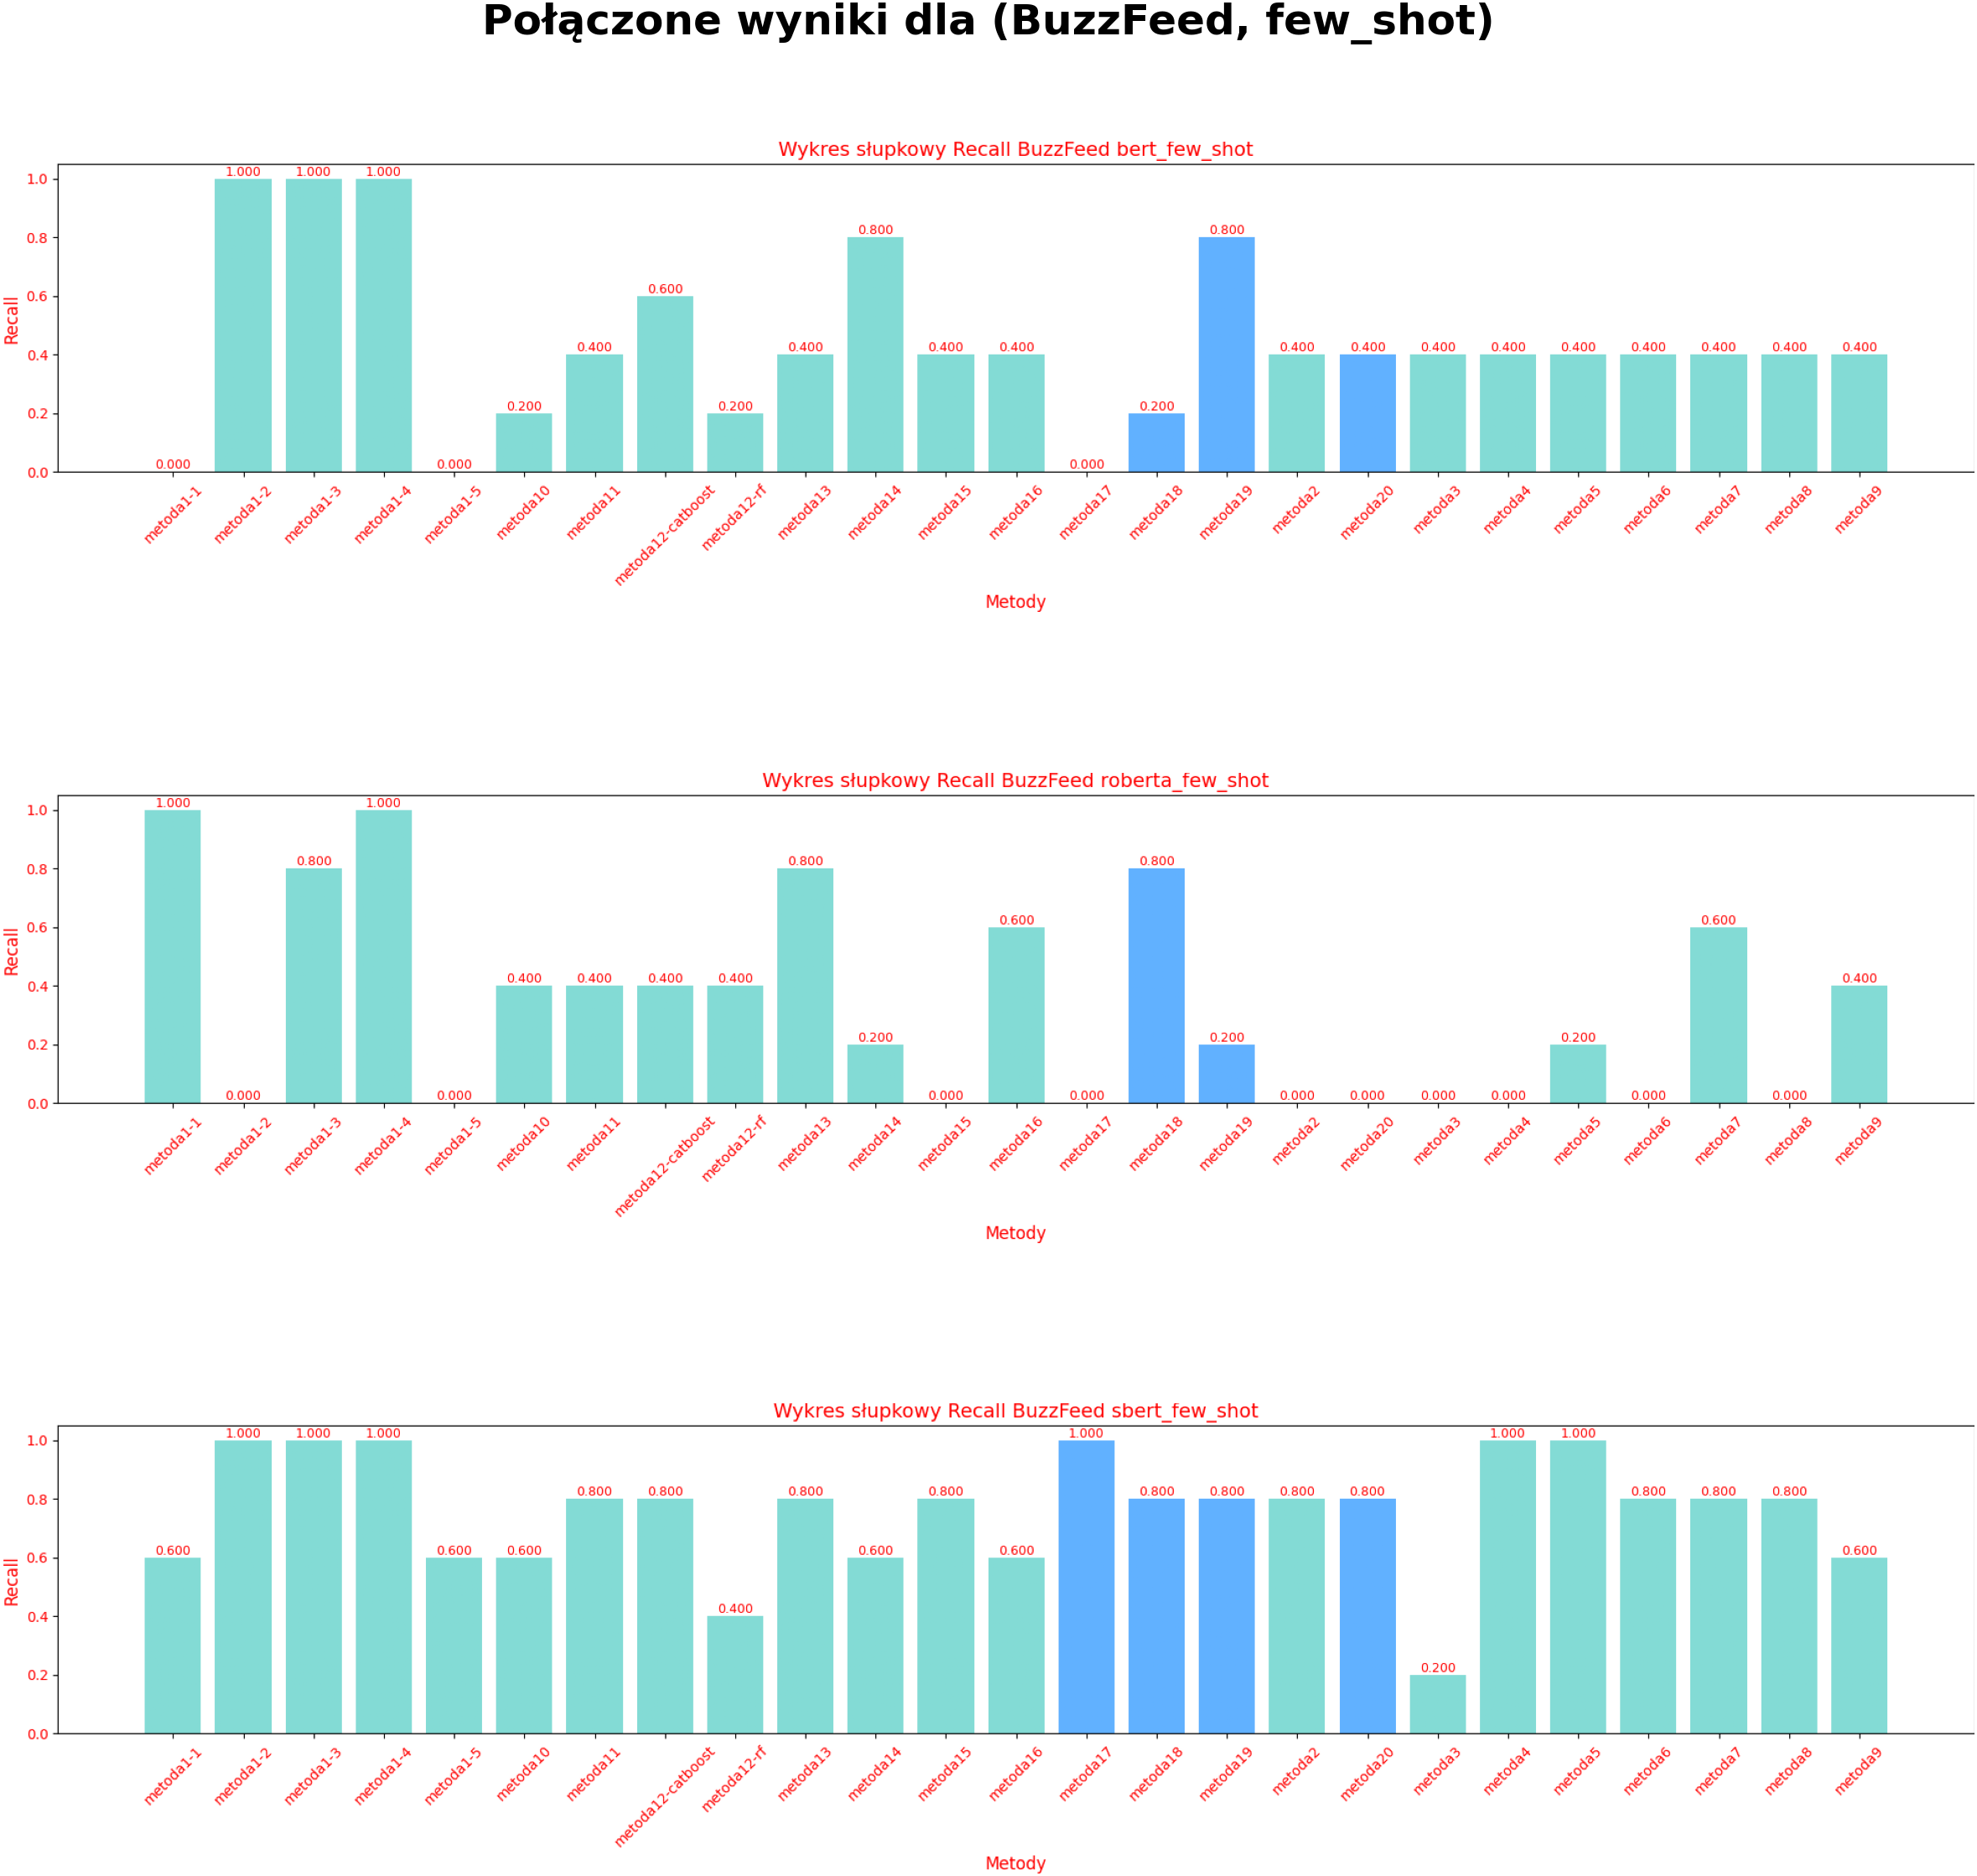 Połączone wyniki dla (BuzzFeed, few_shot)
Wykres słupkowy Recall BuzzFeed bert_few_shot
Recall
1.0
0.8
0.6
0.4
0.2
0.0
0.000 1.000 1.000 1.000 0.000 0.200 0.400 0.600 0.200 0.400 0.800 0.400 0.400 0.000 0.200 0.800 0.400 0.400 0.400 0.400 0.400 0.400 0.400 0.400 0.400
metoda1-1 metoda1-2 metoda1-3 metoda1-4 metoda1-5 metoda10 metoda11 metoda12-catboost metoda12-rf metoda13 metoda14 metoda15 metoda16 metoda17 metoda18 metoda19 metoda2 metoda20 metoda3 metoda4 metoda5 metoda6 metoda7 metoda8 metoda9
Metody
Wykres słupkowy Recall BuzzFeed roberta_few_shot
Recall
1.0
0.8
0.6
0.4
0.2
0.0
1.000 0.000 0.800 1.000 0.000 0.400 0.400 0.400 0.400 0.800 0.200 0.000 0.600 0.000 0.800 0.200 0.000 0.000 0.000 0.000 0.200 0.000 0.600 0.000 0.400
metoda1-1 metoda1-2 metoda1-3 metoda1-4 metoda1-5 metoda10 metoda11 metoda12-catboost metoda12-rf metoda13 metoda14 metoda15 metoda16 metoda17 metoda18 metoda19 metoda2 metoda20 metoda3 metoda4 metoda5 metoda6 metoda7 metoda8 metoda9
Metody
Wykres słupkowy Recall BuzzFeed sbert_few_shot
Recall
1.0
0.8
0.6
0.4
0.2
0.0
0.600 1.000 1.000 1.000 0.600 0.600 0.800 0.800 0.400 0.800 0.600 0.800 0.600 1.000 0.800 0.800 0.800 0.800 0.200 1.000 1.000 0.800 0.800 0.800 0.600
metoda1-1 metoda1-2 metoda1-3 metoda1-4 metoda1-5 metoda10 metoda11 metoda12-catboost metoda12-rf metoda13 metoda14 metoda15 metoda16 metoda17 metoda18 metoda19 metoda2 metoda20 metoda3 metoda4 metoda5 metoda6 metoda7 metoda8 metoda9
Metody